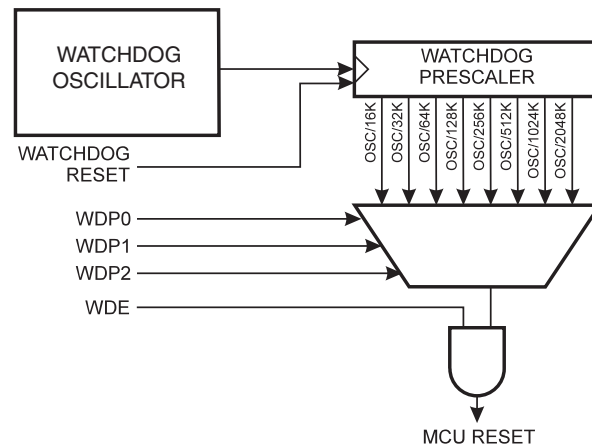 WATCHDOG
OSCILLATOR
WATCHDOG
PRESCALER
OSC/16K
OSC/32K
OSC/64K
OSC/128K
OSC/256K
OSC/512K
OSC/1024K
OSC/2048K
WATCHDOG
RESET
WDP0
WDP1
WDP2
WDE
MCU RESET